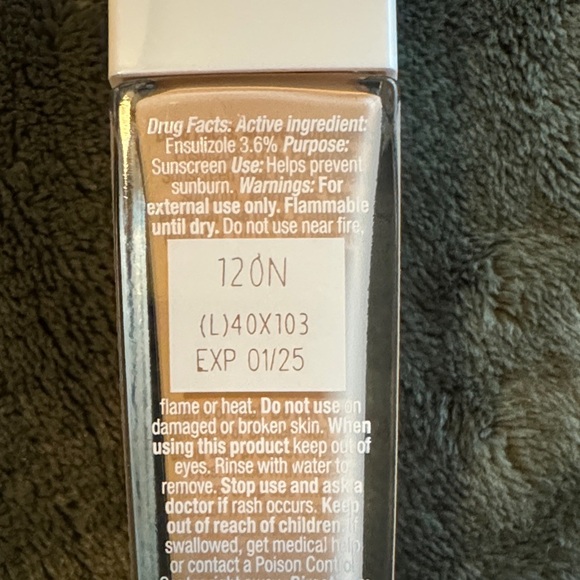 Drug Facts: Active ingredient:
Ensulizole 3.6% Purpose:
Sunscreen Use: Helps prevent
sunburn. Warnings: For
external use only. Flammable
until dry. Do not use near fire,
120N
(L)40X103
EXP 01/25
flame or heat. Do not use on
damaged or broken skin. When
using this product keep out of
eyes. Rinse with water to
remove. Stop use and ask a
doctor if rash occurs. Keep
out of reach of children. If
swallowed, get medical help
or contact a Poison Control